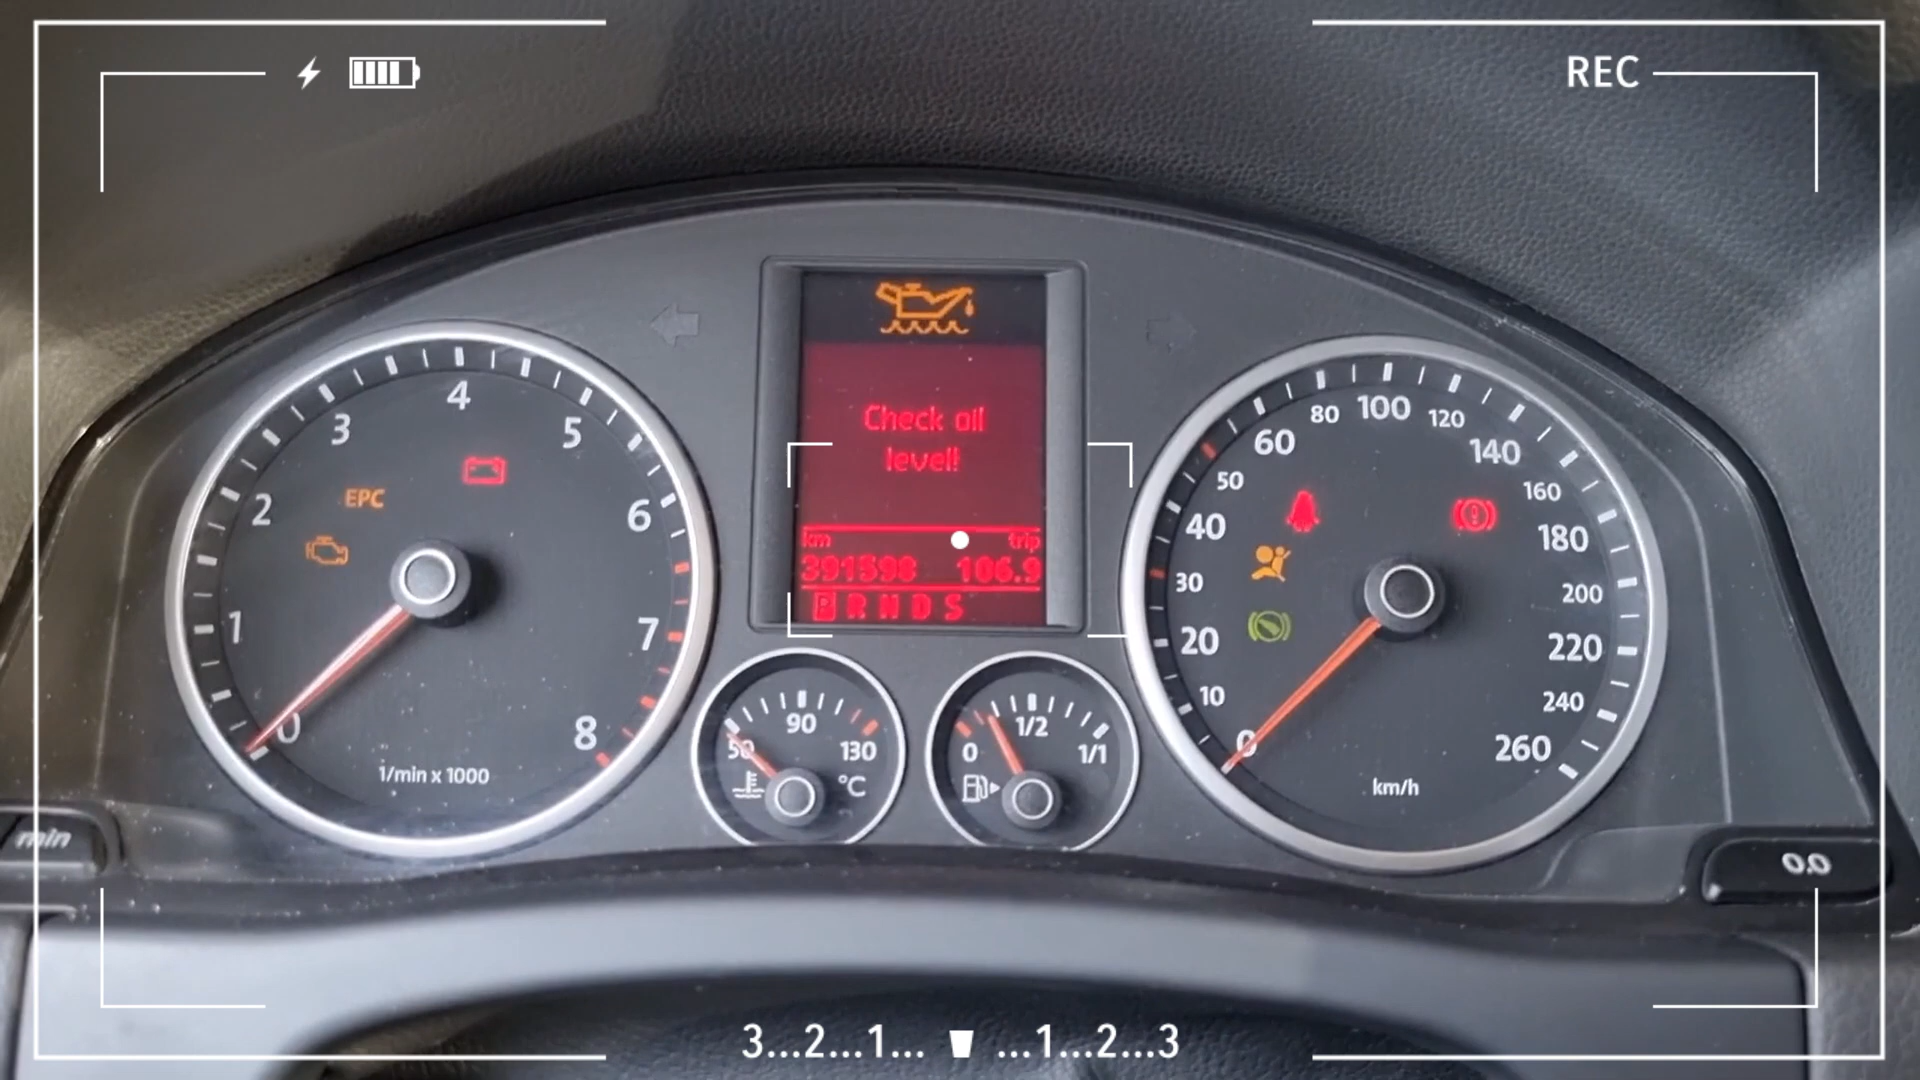 REC
Check oil
level!
km trip
391598 106.9
P R N D S
EPC
0 1 2 3 4 5 6 7 8
1/min x 1000
50 90 130
°C
0 1/2 1/1
0 10 20 30 40 50 60 80 100 120 140 160 180 200 220 240 260
km/h
min
0.0
3...2...1... ...1...2...3